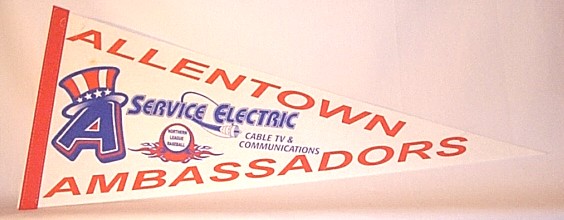 ALLENTOWN
A
SERVICE ELECTRIC
CABLE TV &
COMMUNICATIONS
NORTHERN
LEAGUE
BASEBALL
AMBASSADORS